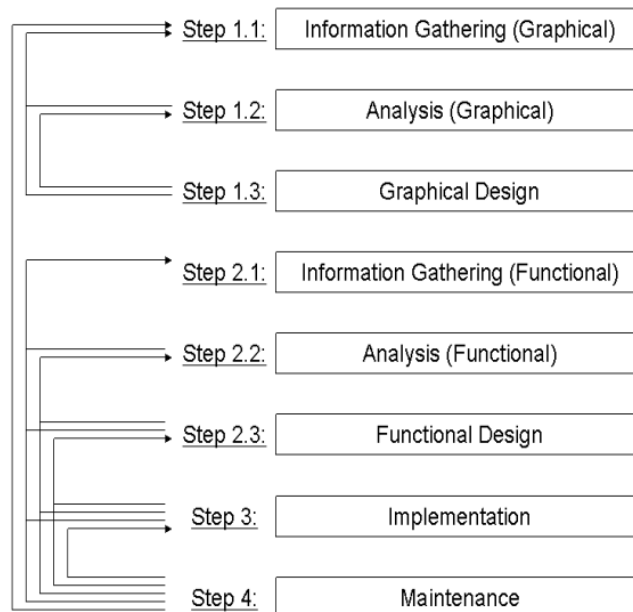 Step 1.1: Information Gathering (Graphical)
Step 1.2: Analysis (Graphical)
Step 1.3: Graphical Design
Step 2.1: Information Gathering (Functional)
Step 2.2: Analysis (Functional)
Step 2.3: Functional Design
Step 3: Implementation
Step 4: Maintenance